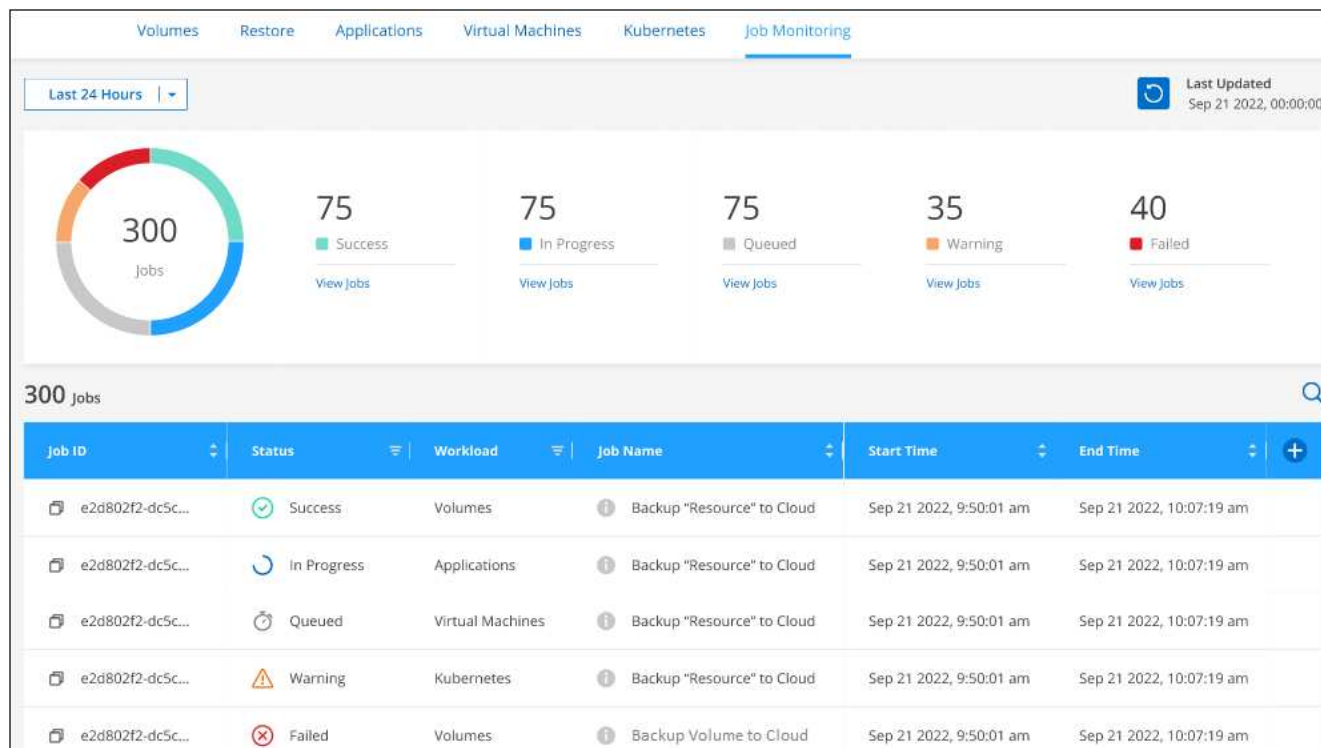 Volumes Restore Applications Virtual Machines Kubernetes Job Monitoring
Last 24 Hours
Last Updated
Sep 21 2022, 00:00:00
300
Jobs
75 75 75 35 40
Success In Progress Queued Warning Failed
View Jobs View Jobs View Jobs View Jobs View Jobs
300 Jobs
Job ID Status Workload Job Name Start Time End Time
e2d802f2-dc5c... Success Volumes Backup “Resource” to Cloud Sep 21 2022, 9:50:01 am Sep 21 2022, 10:07:19 am
e2d802f2-dc5c... In Progress Applications Backup “Resource” to Cloud Sep 21 2022, 9:50:01 am Sep 21 2022, 10:07:19 am
e2d802f2-dc5c... Queued Virtual Machines Backup “Resource” to Cloud Sep 21 2022, 9:50:01 am Sep 21 2022, 10:07:19 am
e2d802f2-dc5c... Warning Kubernetes Backup “Resource” to Cloud Sep 21 2022, 9:50:01 am Sep 21 2022, 10:07:19 am
e2d802f2-dc5c... Failed Volumes Backup Volume to Cloud Sep 21 2022, 9:50:01 am Sep 21 2022, 10:07:19 am